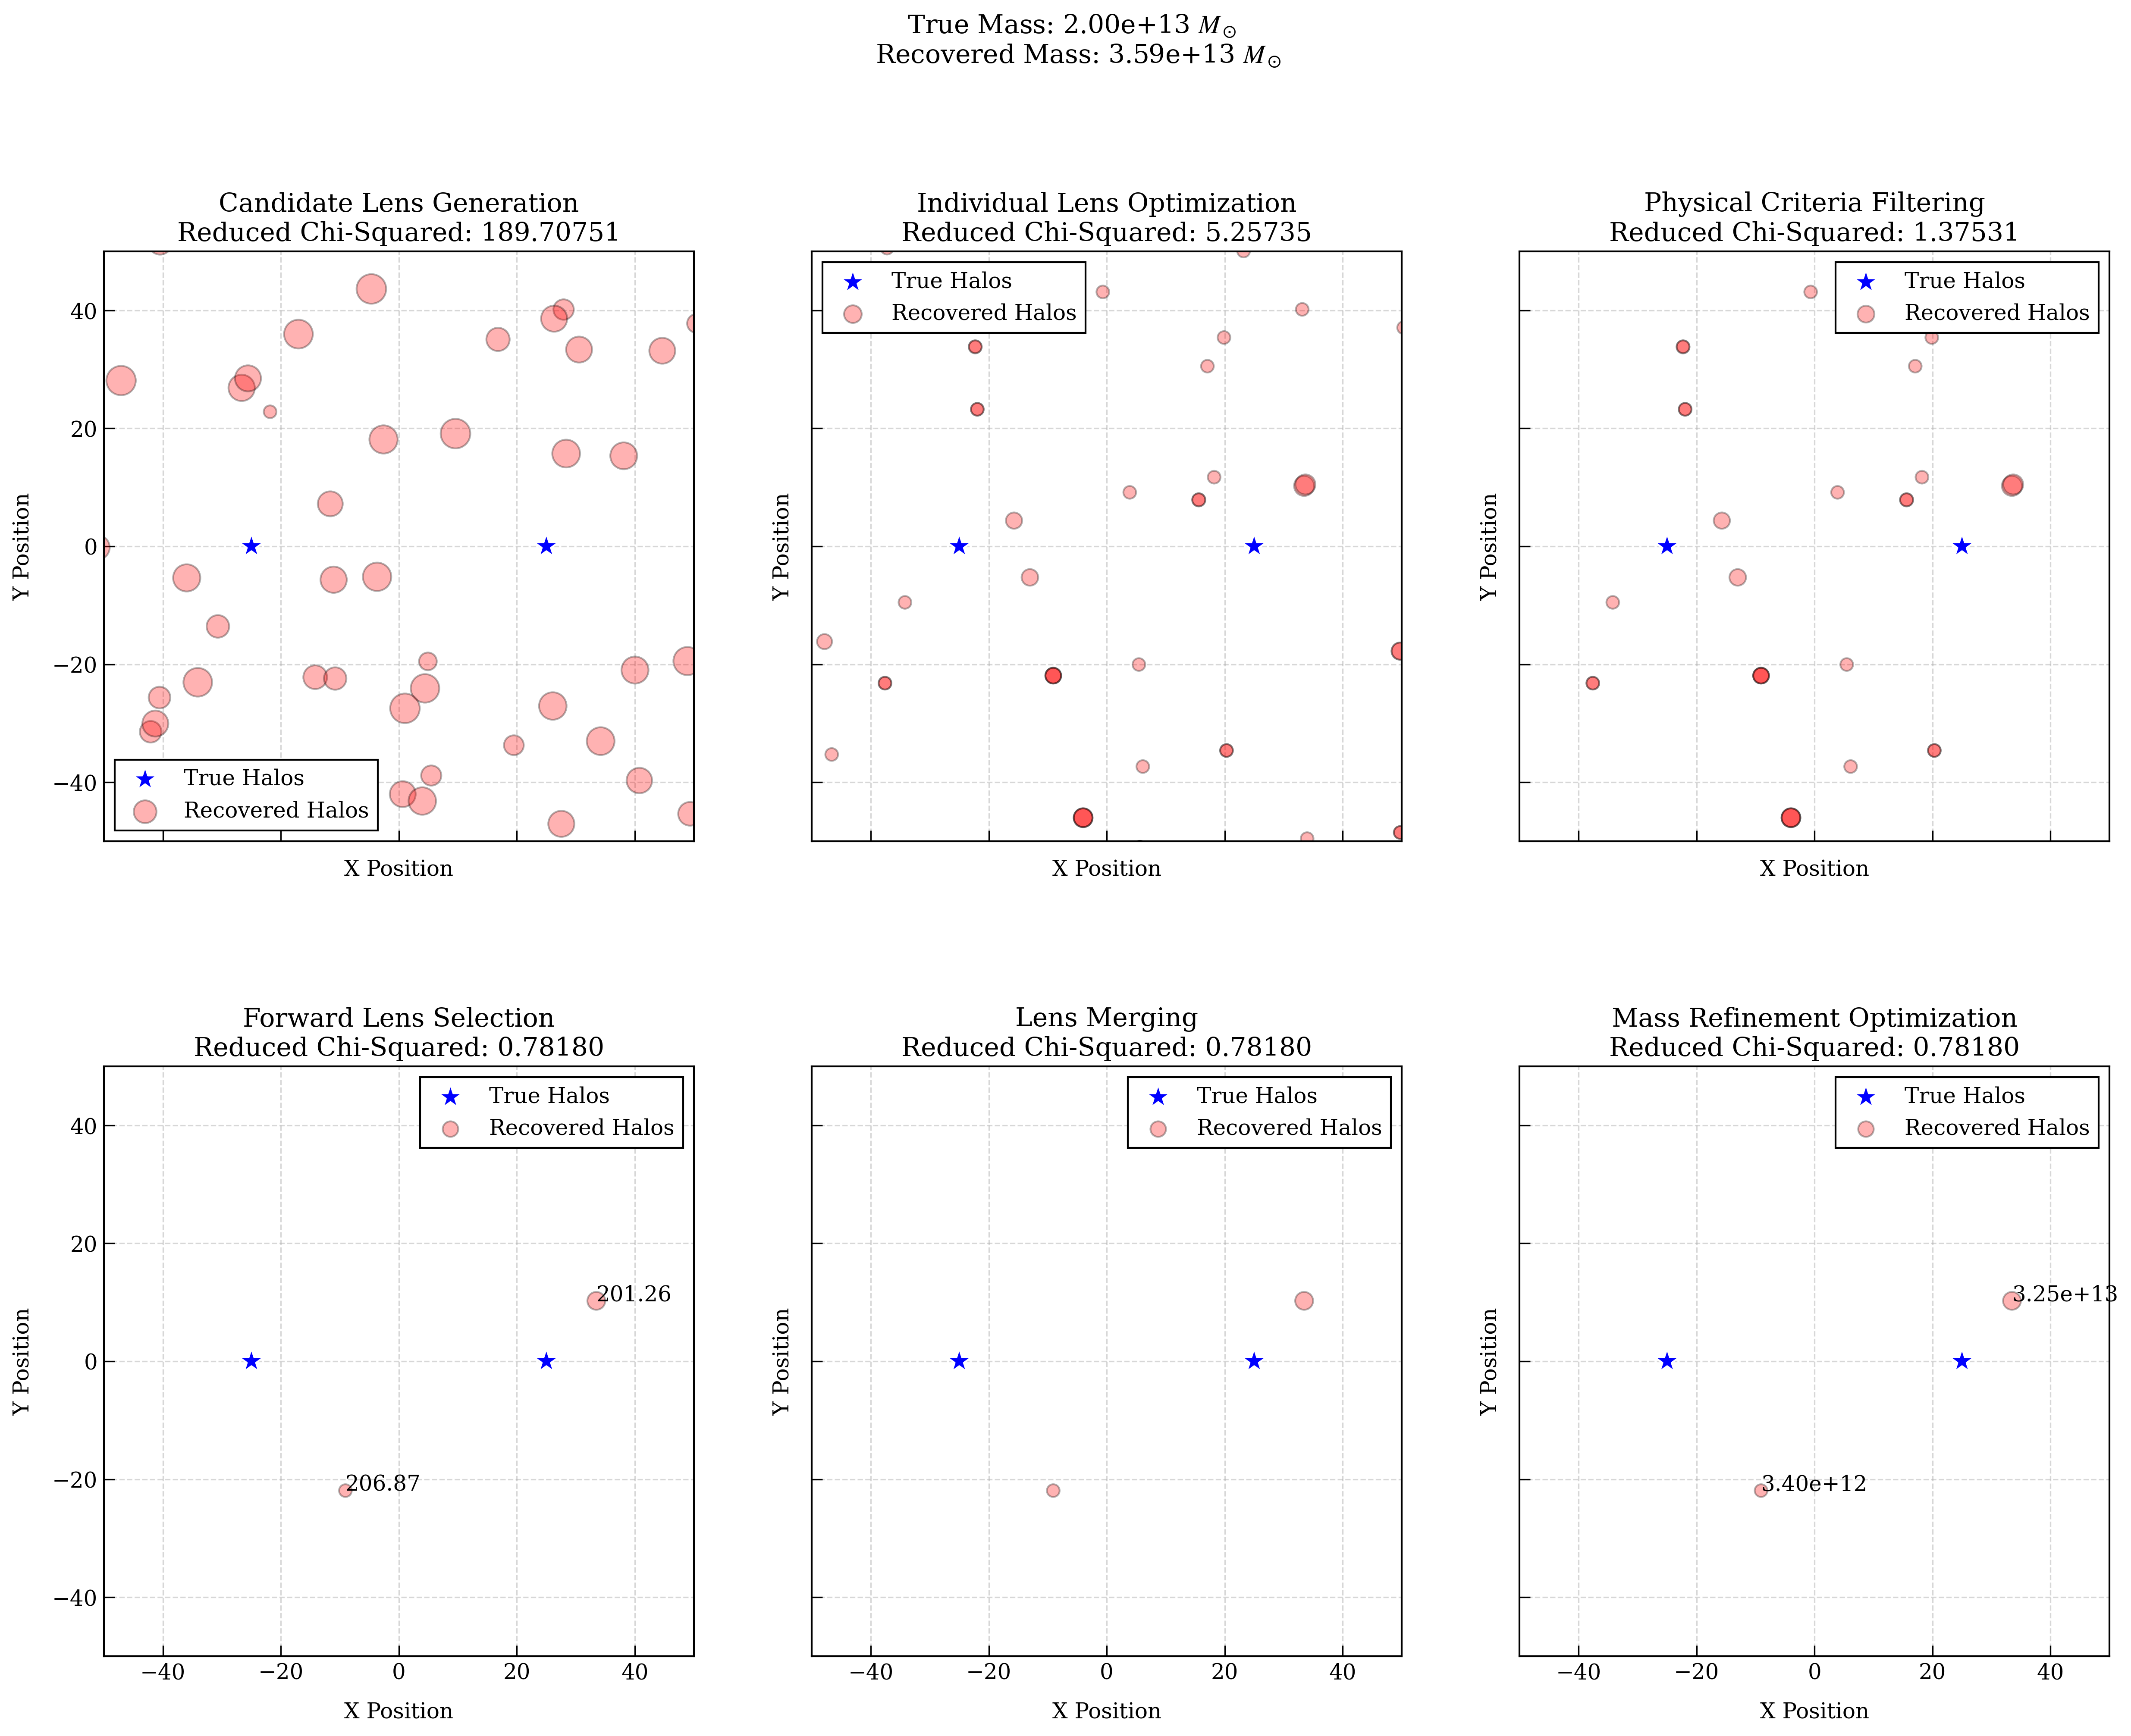 True Mass: 2.00e+13 M⊙
Recovered Mass: 3.59e+13 M⊙
Candidate Lens Generation
Reduced Chi-Squared: 189.70751
Y Position
40
20
0
−20
−40
True Halos
Recovered Halos
X Position
Individual Lens Optimization
Reduced Chi-Squared: 5.25735
Y Position
True Halos
Recovered Halos
X Position
Physical Criteria Filtering
Reduced Chi-Squared: 1.37531
Y Position
True Halos
Recovered Halos
X Position
Forward Lens Selection
Reduced Chi-Squared: 0.78180
Y Position
40
20
0
−20
−40
True Halos
Recovered Halos
201.26
206.87
−40 −20 0 20 40
X Position
Lens Merging
Reduced Chi-Squared: 0.78180
Y Position
True Halos
Recovered Halos
−40 −20 0 20 40
X Position
Mass Refinement Optimization
Reduced Chi-Squared: 0.78180
Y Position
True Halos
Recovered Halos
3.25e+13
3.40e+12
−40 −20 0 20 40
X Position